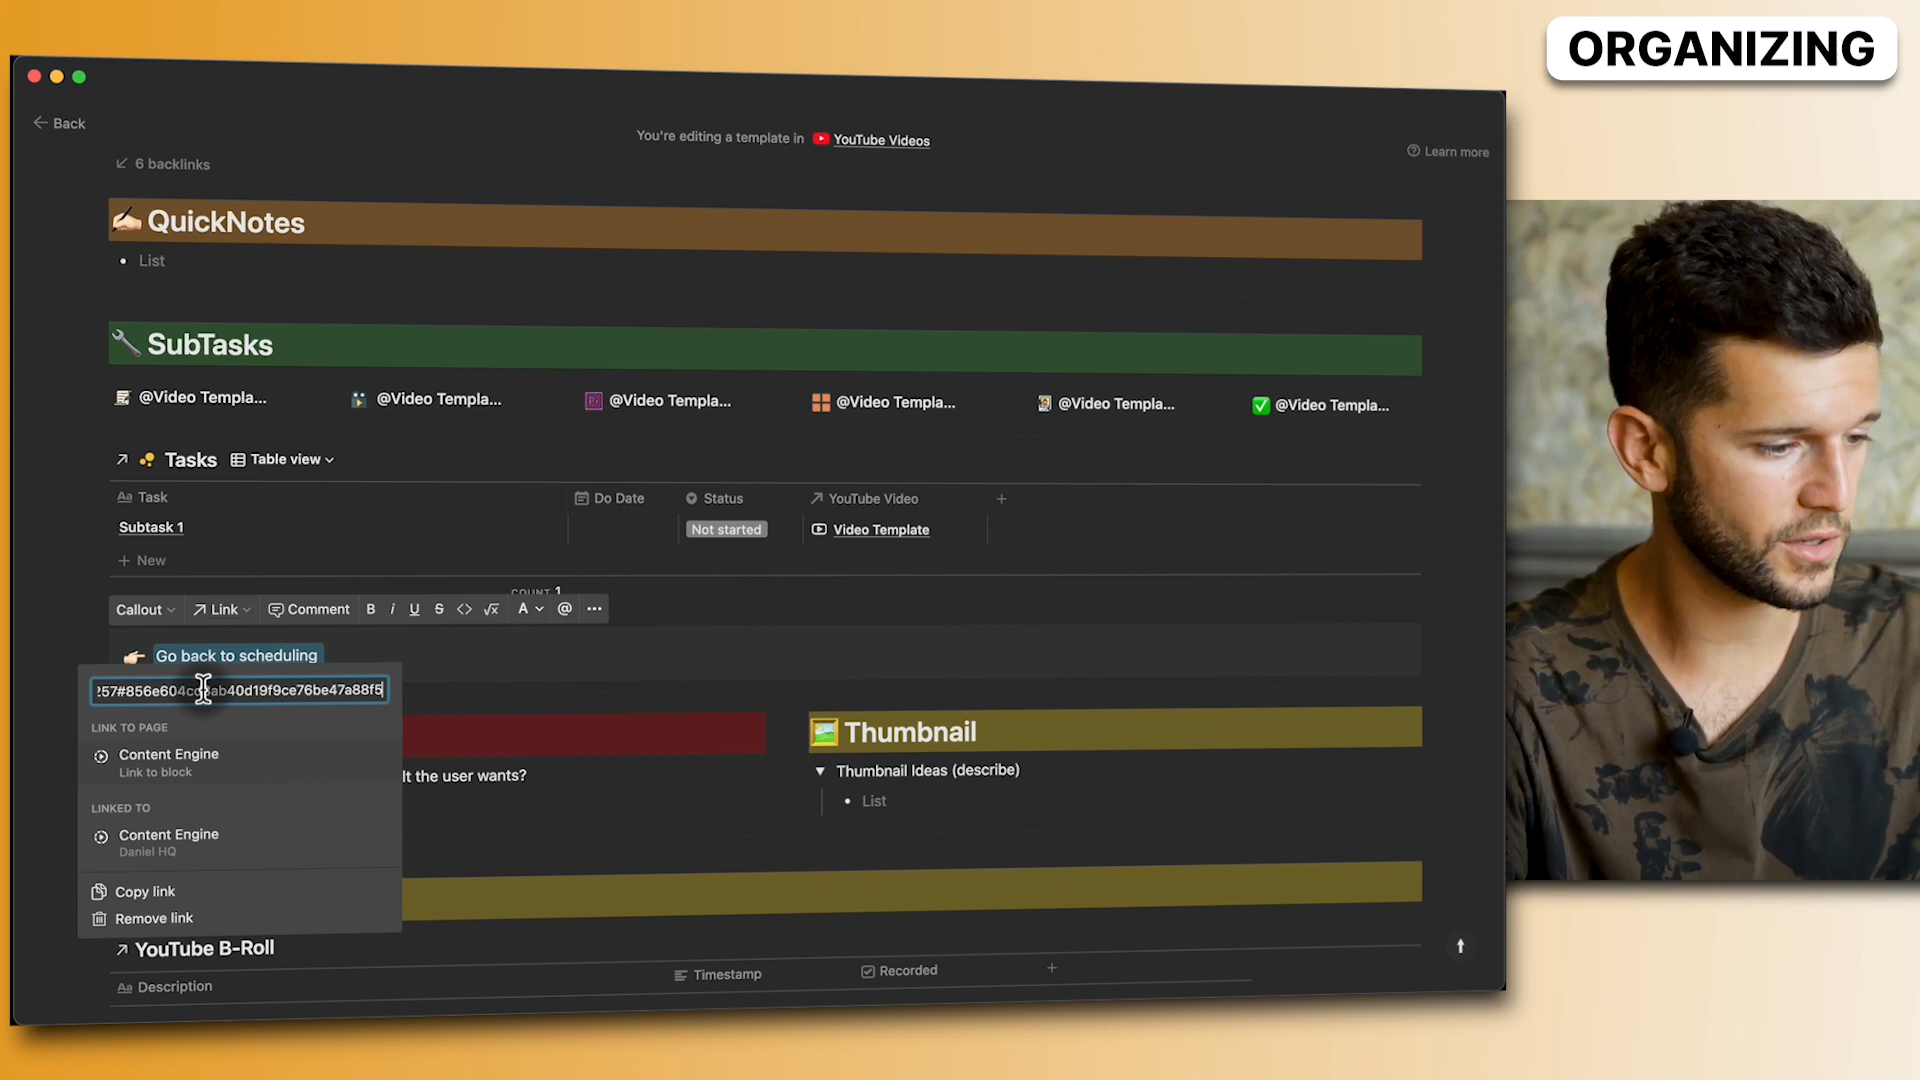 ORGANIZING
Back
You're editing a template in YouTube Videos
Learn more
6 backlinks
QuickNotes
List
SubTasks
@Video Templa...
@Video Templa...
@Video Templa...
@Video Templa...
@Video Templa...
@Video Templa...
Tasks Table view
Aa Task Do Date Status YouTube Video +
Subtask 1 Not started Video Template
+ New
COUNT 1
Callout Link Comment B i U S <> √x A @ •••
Go back to scheduling
LINK TO PAGE
Content Engine
Link to block
LINKED TO
Content Engine
Daniel HQ
Copy link
Remove link
lt the user wants?
Thumbnail
Thumbnail Ideas (describe)
List
YouTube B-Roll
Aa Description Timestamp Recorded +